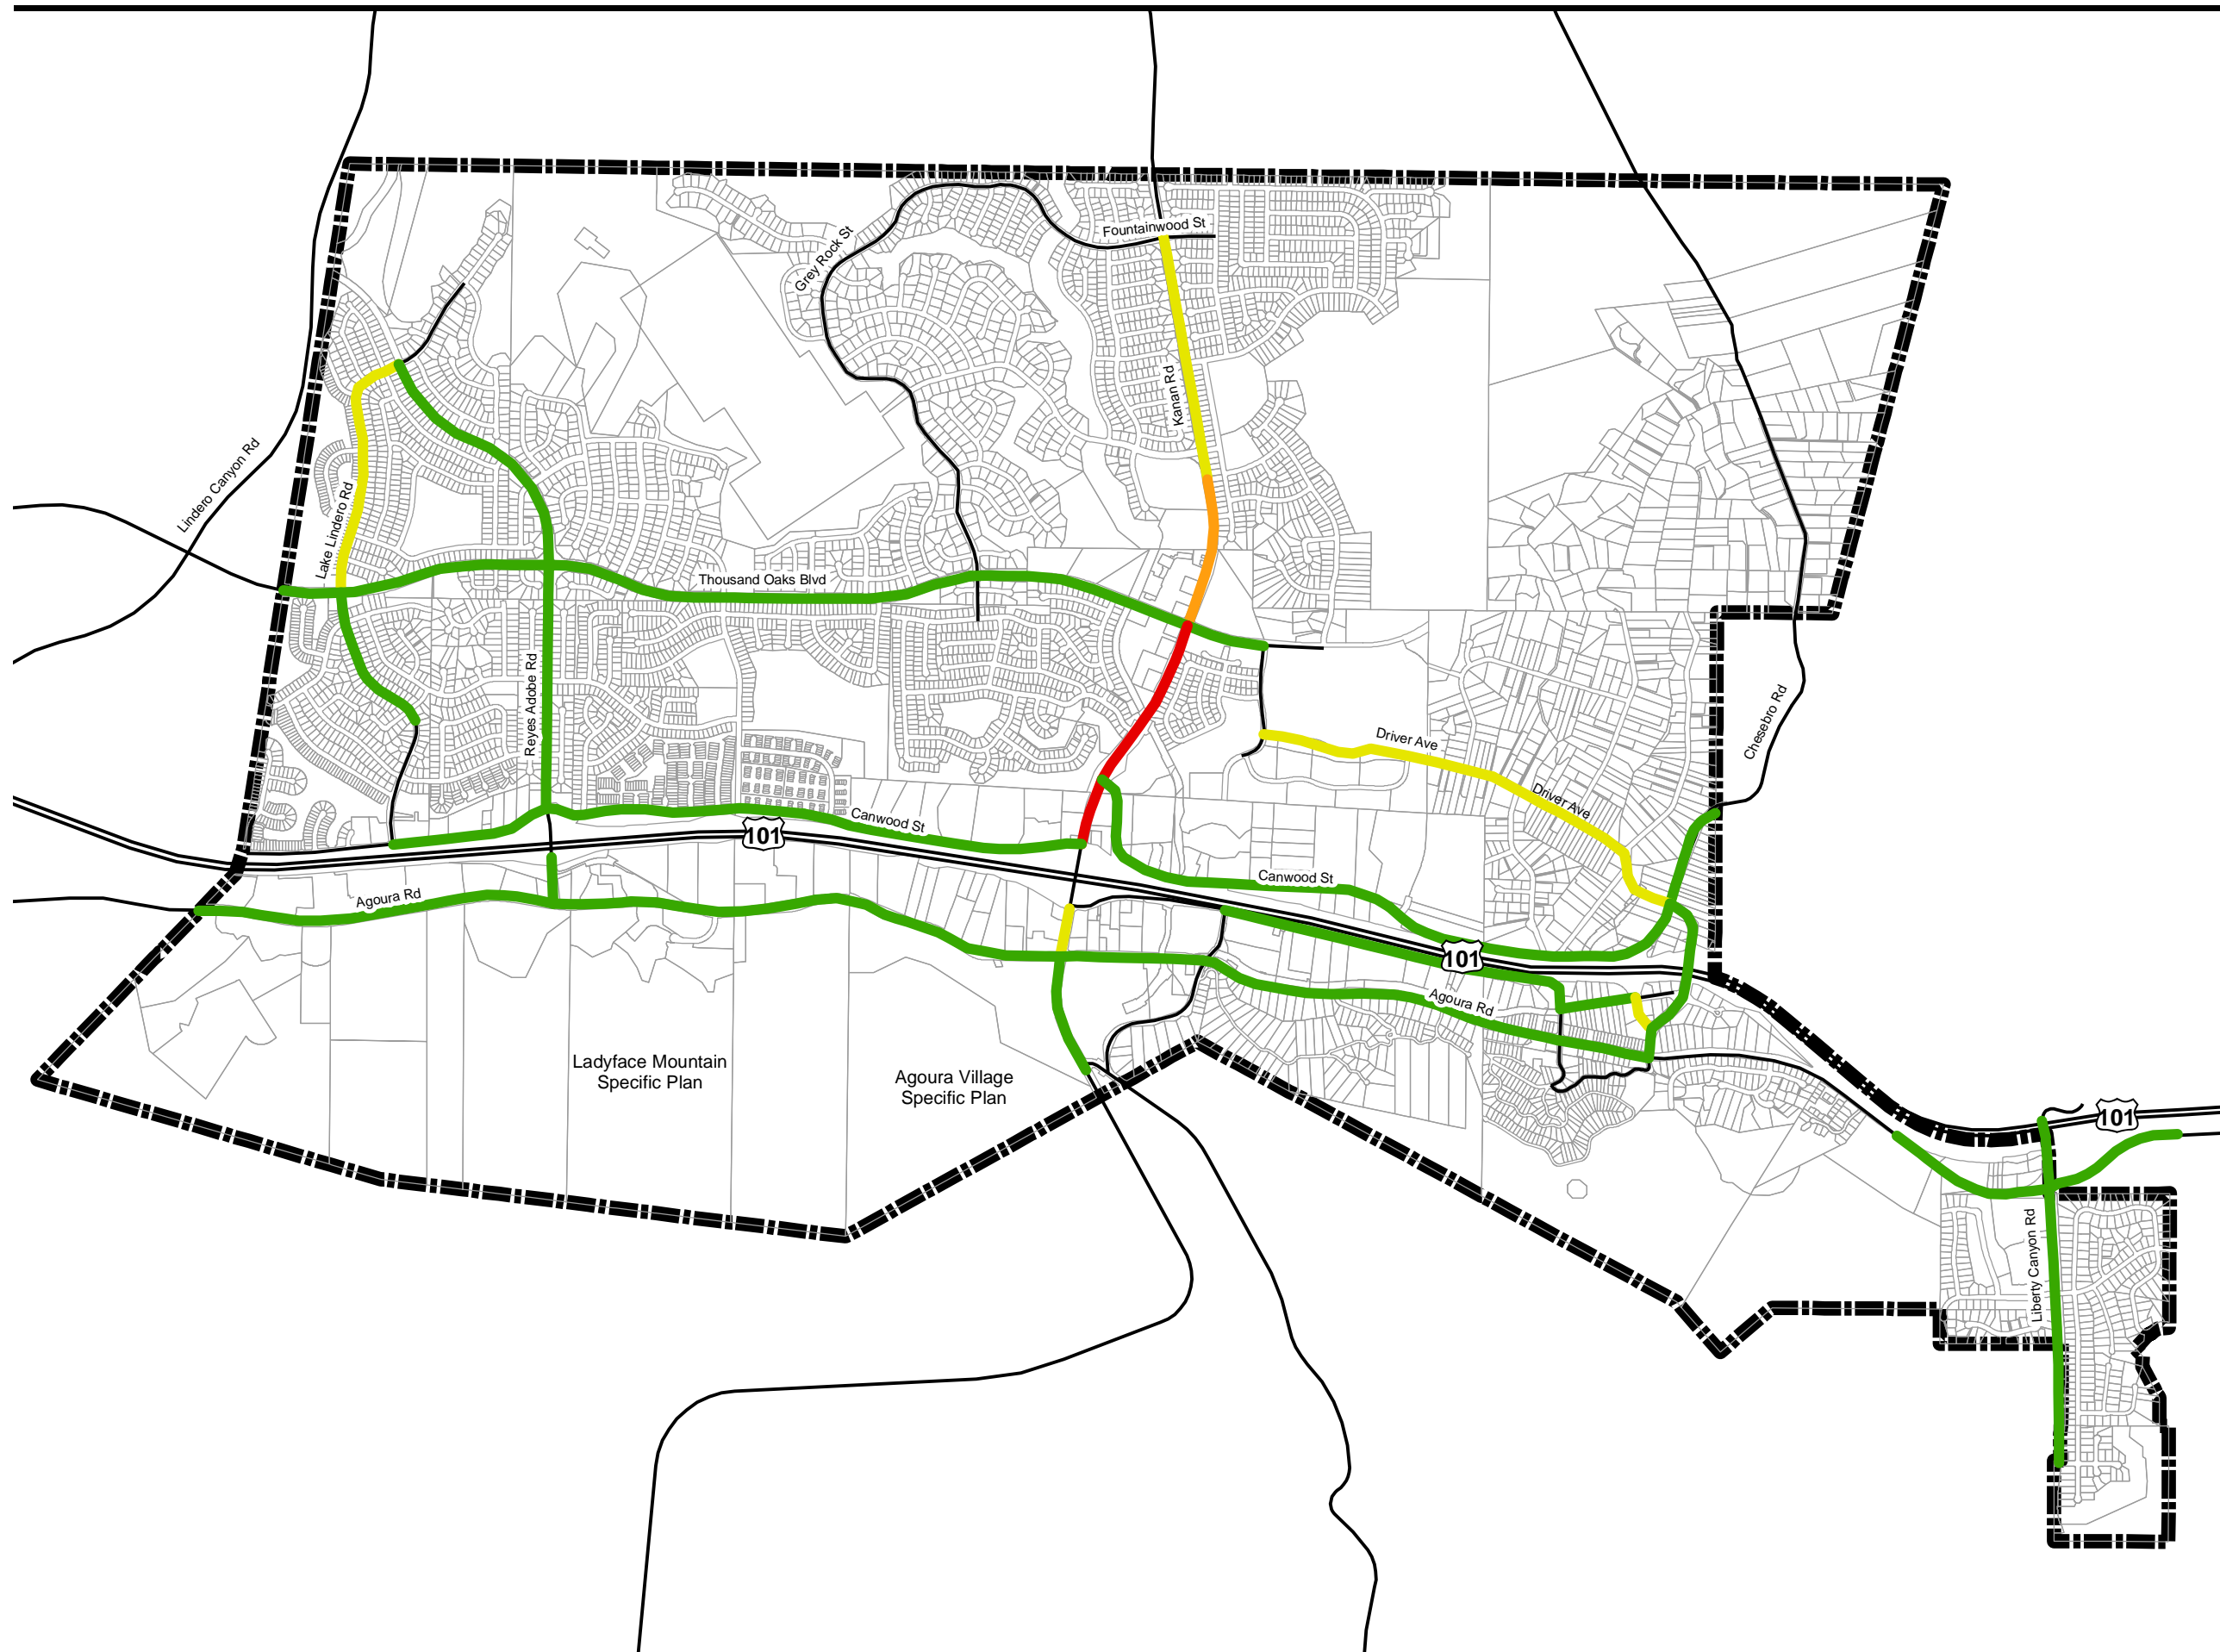 Fountainwood St
Grey Rock St
Kanan Rd
Lindero Canyon Rd
Lake Lindero Rd
Thousand Oaks Blvd
Reyes Adobe Rd
Chesebro Rd
Driver Ave
Driver Ave
Canwood St
101
Canwood St
Agoura Rd
101
Agoura Rd
Ladyface Mountain
Specific Plan
Agoura Village
Specific Plan
101
Liberty Canyon Rd